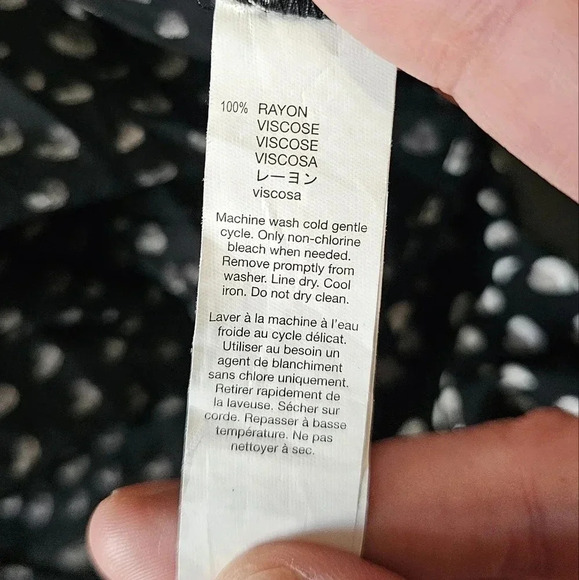 100% RAYON
VISCOSE
VISCOSE
VISCOSA
レーヨン
viscosa
Machine wash cold gentle
cycle. Only non-chlorine
bleach when needed.
Remove promptly from
washer. Line dry. Cool
iron. Do not dry clean.
Laver à la machine à l'eau
froide au cycle délicat.
Utiliser au besoin un
agent de blanchiment
sans chlore uniquement.
Retirer rapidement de
la laveuse. Sécher sur
corde. Repasser à basse
température. Ne pas
nettoyer à sec.